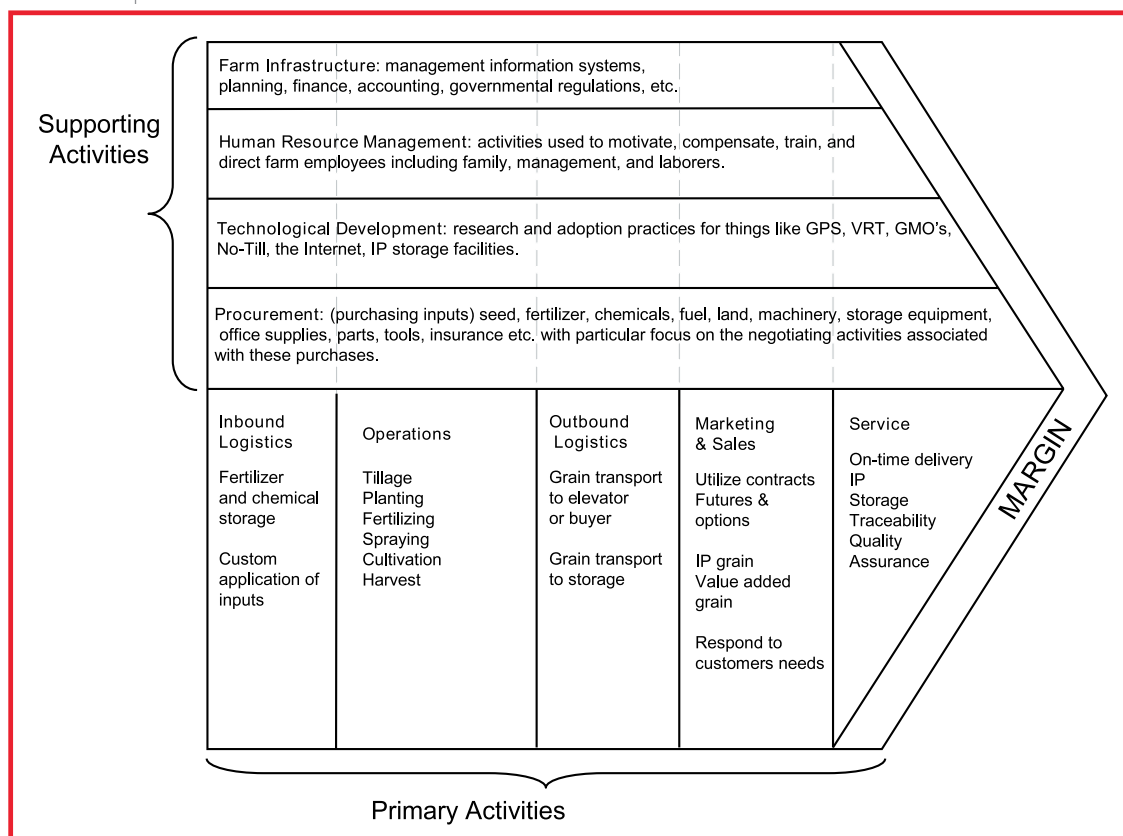 Supporting
Activities
Farm Infrastructure: management information systems,
planning, finance, accounting, governmental regulations, etc.
Human Resource Management: activities used to motivate, compensate, train, and
direct farm employees including family, management, and laborers.
Technological Development: research and adoption practices for things like GPS, VRT, GMO's,
No-Till, the Internet, IP storage facilities.
Procurement: (purchasing inputs) seed, fertilizer, chemicals, fuel, land, machinery, storage equipment,
office supplies, parts, tools, insurance etc. with particular focus on the negotiating activities associated
with these purchases.
Inbound
Logistics
Fertilizer
and chemical
storage
Custom
application of
inputs
Operations
Tillage
Planting
Fertilizing
Spraying
Cultivation
Harvest
Outbound
Logistics
Grain transport
to elevator
or buyer
Grain transport
to storage
Marketing
& Sales
Utilize contracts
Futures &
options
IP grain
Value added
grain
Respond to
customers needs
Service
On-time delivery
IP
Storage
Traceability
Quality
Assurance
MARGIN
Primary Activities